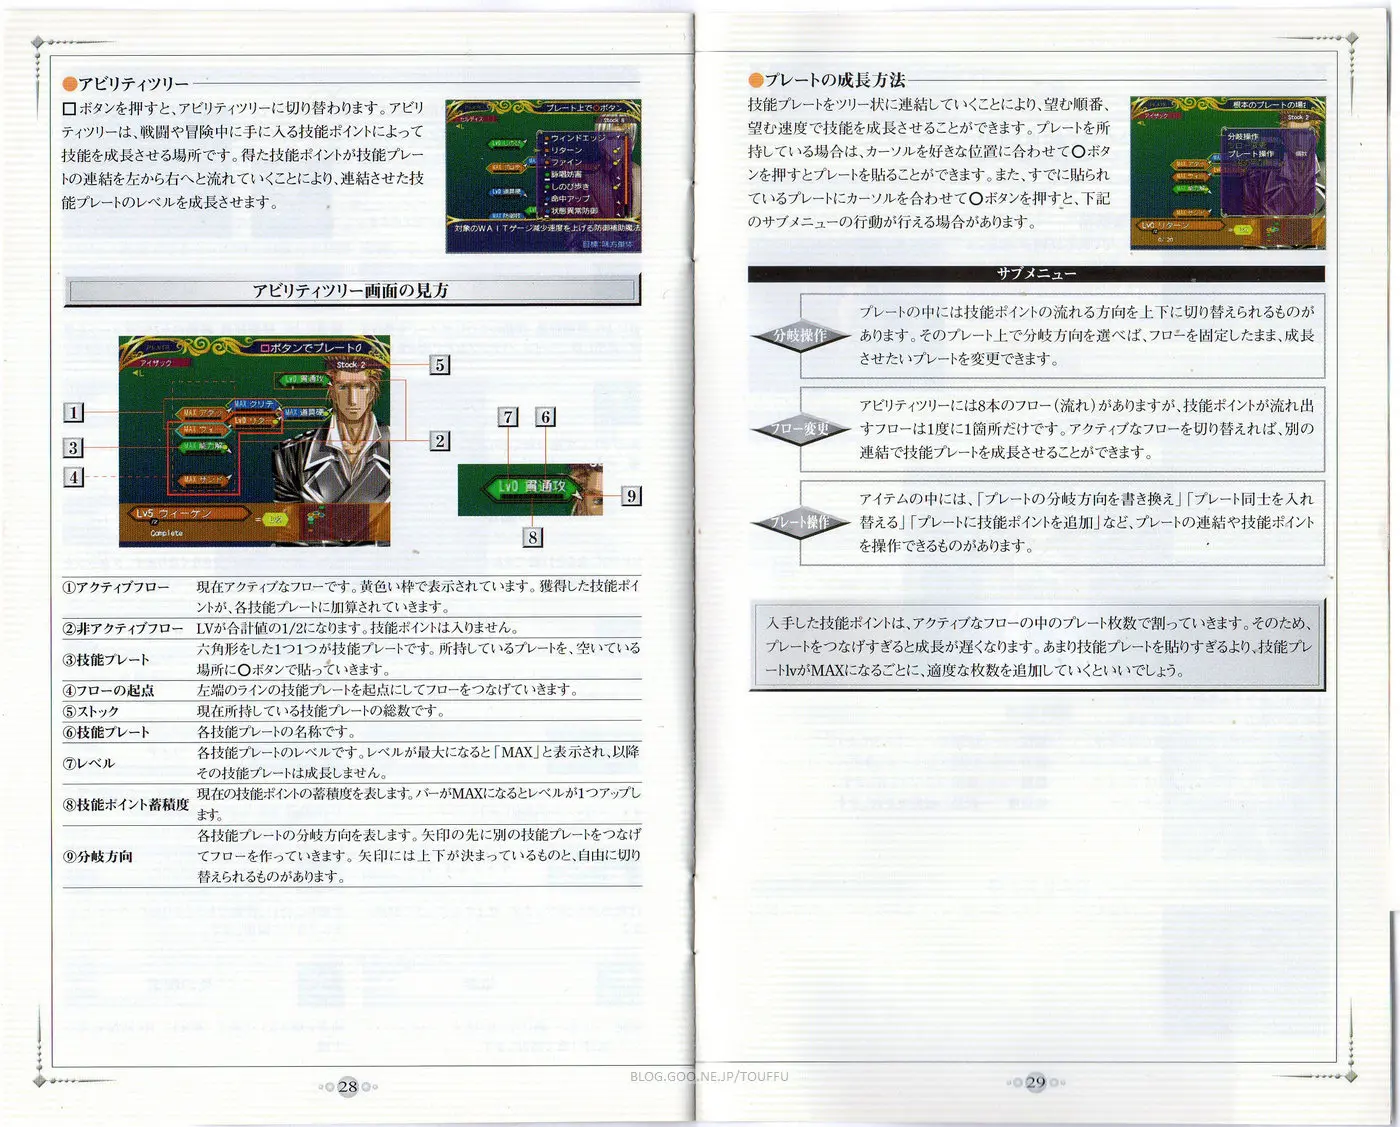 ●アビリティツリー
□ボタンを押すと、アビリティツリーに切り替わります。アビリ
ティツリーは、戦闘や冒険中に手に入る技能ポイントによって
技能を成長させる場所です。得た技能ポイントが技能プレー
トの連結を左から右へと流れていくことにより、連結させた技
能プレートのレベルを成長させます。
プレート上で○ボタン
セルディス
Stock 8
ウィンドエッジ
リターン
ファイン
詠唱妨害
しのび歩き
命中アップ
状態異常防御
対象のＷＡＩＴゲージ減少速度を上げる防御補助魔法
アビリティツリー画面の見方
□ボタンでプレート
アイザック
L
Stock 2
Lv0 貫通攻
MAX クリテ
MAX アタッ
MAX 道具硬
Lv0 リター
MAX ウィー
MAX 能力解
MAX サンド
Lv5 ヴィーゲン
Complete
1
2
3
4
5
6
7
8
9
Lv0 貫通攻
①アクティブフロー 現在アクティブなフローです。黄色い枠で表示されています。獲得した技能ポイ
ントが、各技能プレートに加算されていきます。
②非アクティブフロー LVが合計値の1/2になります。技能ポイントは入りません。
③技能プレート 六角形をした1つ1つが技能プレートです。所持しているプレートを、空いている
場所に○ボタンで貼っていきます。
④フローの起点 左端のラインの技能プレートを起点にしてフローをつなげていきます。
⑤ストック 現在所持している技能プレートの総数です。
⑥技能プレート 各技能プレートの名称です。
⑦レベル 各技能プレートのレベルです。レベルが最大になると「MAX」と表示され、以降
その技能プレートは成長しません。
⑧技能ポイント蓄積度 現在の技能ポイントの蓄積度を表します。バーがMAXになるとレベルが1つアップし
ます。
⑨分岐方向 各技能プレートの分岐方向を表します。矢印の先に別の技能プレートをつなげ
てフローを作っていきます。矢印には上下が決まっているものと、自由に切り
替えられるものがあります。
28
●プレートの成長方法
技能プレートをツリー状に連結していくことにより、望む順番、
望む速度で技能を成長させることができます。プレートを所
持している場合は、カーソルを好きな位置に合わせて○ボタ
ンを押すとプレートを貼ることができます。また、すでに貼られ
ているプレートにカーソルを合わせて○ボタンを押すと、下記
のサブメニューの行動が行える場合があります。
根本のプレートの場
アイザック
Stock 2
分岐操作
フロー変更
プレート操作
Lv0 リターン
0/ 20
サブメニュー
分岐操作
プレートの中には技能ポイントの流れる方向を上下に切り替えられるものが
あります。そのプレート上で分岐方向を選べば、フローを固定したまま、成長
させたいプレートを変更できます。
フロー変更
アビリティツリーには8本のフロー（流れ）がありますが、技能ポイントが流れ出
すフローは1度に1箇所だけです。アクティブなフローを切り替えれば、別の
連結で技能プレートを成長させることができます。
プレート操作
アイテムの中には、「プレートの分岐方向を書き換え」「プレート同士を入れ
替える」「プレートに技能ポイントを追加」など、プレートの連結や技能ポイント
を操作できるものがあります。
入手した技能ポイントは、アクティブなフローの中のプレート枚数で割っていきます。そのため、
プレートをつなげすぎると成長が遅くなります。あまり技能プレートを貼りすぎるより、技能プレ
ートlvがMAXになるごとに、適度な枚数を追加していくといいでしょう。
29
BLOG.GOO.NE.JP/TOUFFU